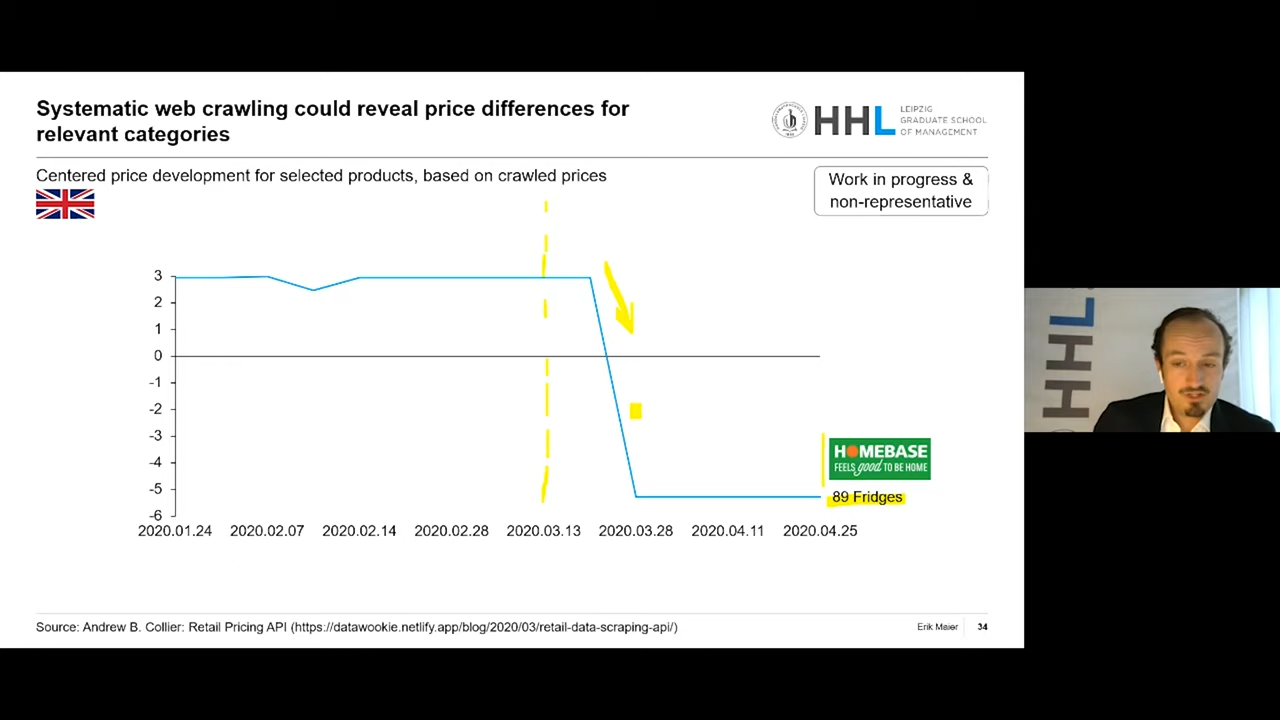 Systematic web crawling could reveal price differences for
relevant categories
HHL
LEIPZIG
GRADUATE SCHOOL
OF MANAGEMENT
Centered price development for selected products, based on crawled prices
Work in progress &
non-representative
3
2
1
0
-1
-2
-3
-4
-5
-6
HOMEBASE
FEELS good TO BE HOME
89 Fridges
2020.01.24 2020.02.07 2020.02.14 2020.02.28 2020.03.13 2020.03.28 2020.04.11 2020.04.25
Source: Andrew B. Collier: Retail Pricing API (https://datawookie.netlify.app/blog/2020/03/retail-data-scraping-api/)
Erik Maier 34
HHL